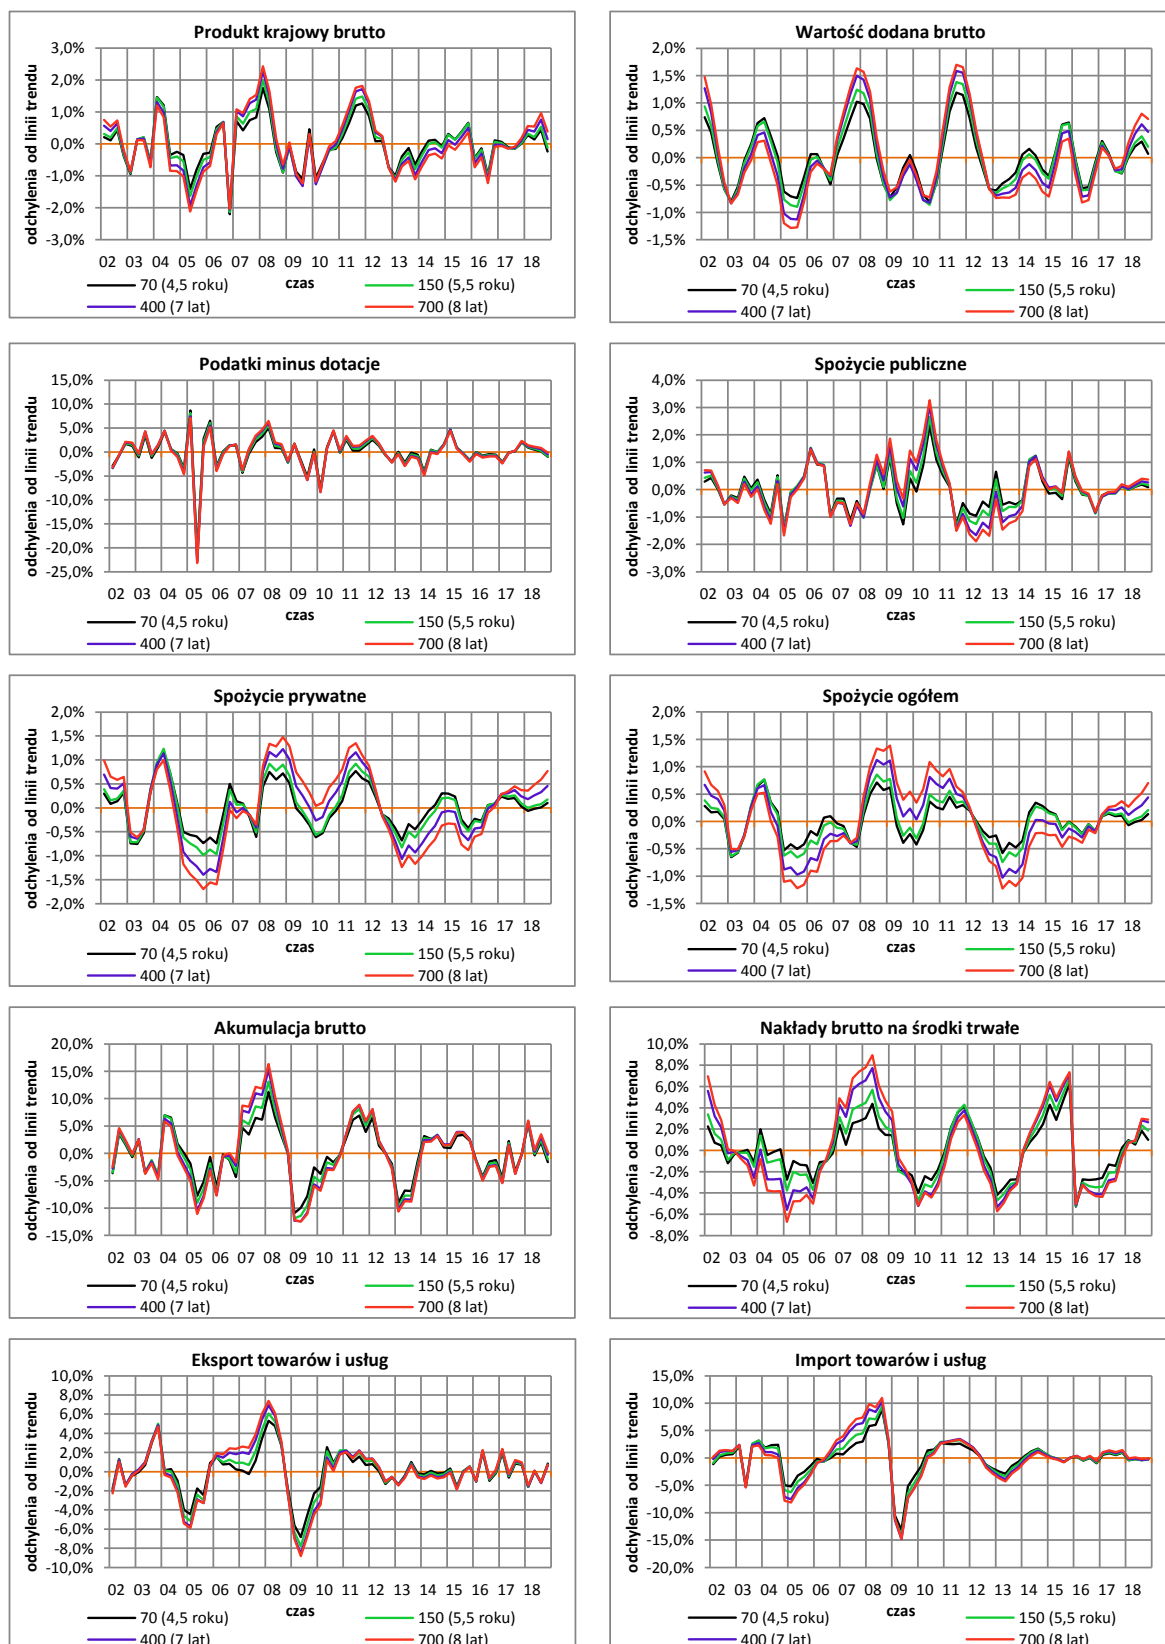 Produkt krajowy brutto
odchylenia od linii trendu
3,0%
2,0%
1,0%
0,0%
-1,0%
-2,0%
-3,0%
02 03 04 05 06 07 08 09 10 11 12 13 14 15 16 17 18
czas
70 (4,5 roku) 150 (5,5 roku)
400 (7 lat) 700 (8 lat)
Wartość dodana brutto
odchylenia od linii trendu
2,0%
1,5%
1,0%
0,5%
0,0%
-0,5%
-1,0%
-1,5%
02 03 04 05 06 07 08 09 10 11 12 13 14 15 16 17 18
czas
70 (4,5 roku) 150 (5,5 roku)
400 (7 lat) 700 (8 lat)
Podatki minus dotacje
odchylenia od linii trendu
15,0%
10,0%
5,0%
0,0%
-5,0%
-10,0%
-15,0%
-20,0%
-25,0%
02 03 04 05 06 07 08 09 10 11 12 13 14 15 16 17 18
czas
70 (4,5 roku) 150 (5,5 roku)
400 (7 lat) 700 (8 lat)
Spożycie publiczne
odchylenia od linii trendu
4,0%
3,0%
2,0%
1,0%
0,0%
-1,0%
-2,0%
-3,0%
02 03 04 05 06 07 08 09 10 11 12 13 14 15 16 17 18
czas
70 (4,5 roku) 150 (5,5 roku)
400 (7 lat) 700 (8 lat)
Spożycie prywatne
odchylenia od linii trendu
2,0%
1,5%
1,0%
0,5%
0,0%
-0,5%
-1,0%
-1,5%
-2,0%
02 03 04 05 06 07 08 09 10 11 12 13 14 15 16 17 18
czas
70 (4,5 roku) 150 (5,5 roku)
400 (7 lat) 700 (8 lat)
Spożycie ogółem
odchylenia od linii trendu
2,0%
1,5%
1,0%
0,5%
0,0%
-0,5%
-1,0%
-1,5%
02 03 04 05 06 07 08 09 10 11 12 13 14 15 16 17 18
czas
70 (4,5 roku) 150 (5,5 roku)
400 (7 lat) 700 (8 lat)
Akumulacja brutto
odchylenia od linii trendu
20,0%
15,0%
10,0%
5,0%
0,0%
-5,0%
-10,0%
-15,0%
02 03 04 05 06 07 08 09 10 11 12 13 14 15 16 17 18
czas
70 (4,5 roku) 150 (5,5 roku)
400 (7 lat) 700 (8 lat)
Nakłady brutto na środki trwałe
odchylenia od linii trendu
10,0%
8,0%
6,0%
4,0%
2,0%
0,0%
-2,0%
-4,0%
-6,0%
-8,0%
02 03 04 05 06 07 08 09 10 11 12 13 14 15 16 17 18
czas
70 (4,5 roku) 150 (5,5 roku)
400 (7 lat) 700 (8 lat)
Eksport towarów i usług
odchylenia od linii trendu
10,0%
8,0%
6,0%
4,0%
2,0%
0,0%
-2,0%
-4,0%
-6,0%
-8,0%
-10,0%
02 03 04 05 06 07 08 09 10 11 12 13 14 15 16 17 18
czas
70 (4,5 roku) 150 (5,5 roku)
400 (7 lat) 700 (8 lat)
Import towarów i usług
odchylenia od linii trendu
15,0%
10,0%
5,0%
0,0%
-5,0%
-10,0%
-15,0%
-20,0%
02 03 04 05 06 07 08 09 10 11 12 13 14 15 16 17 18
czas
70 (4,5 roku) 150 (5,5 roku)
400 (7 lat) 700 (8 lat)